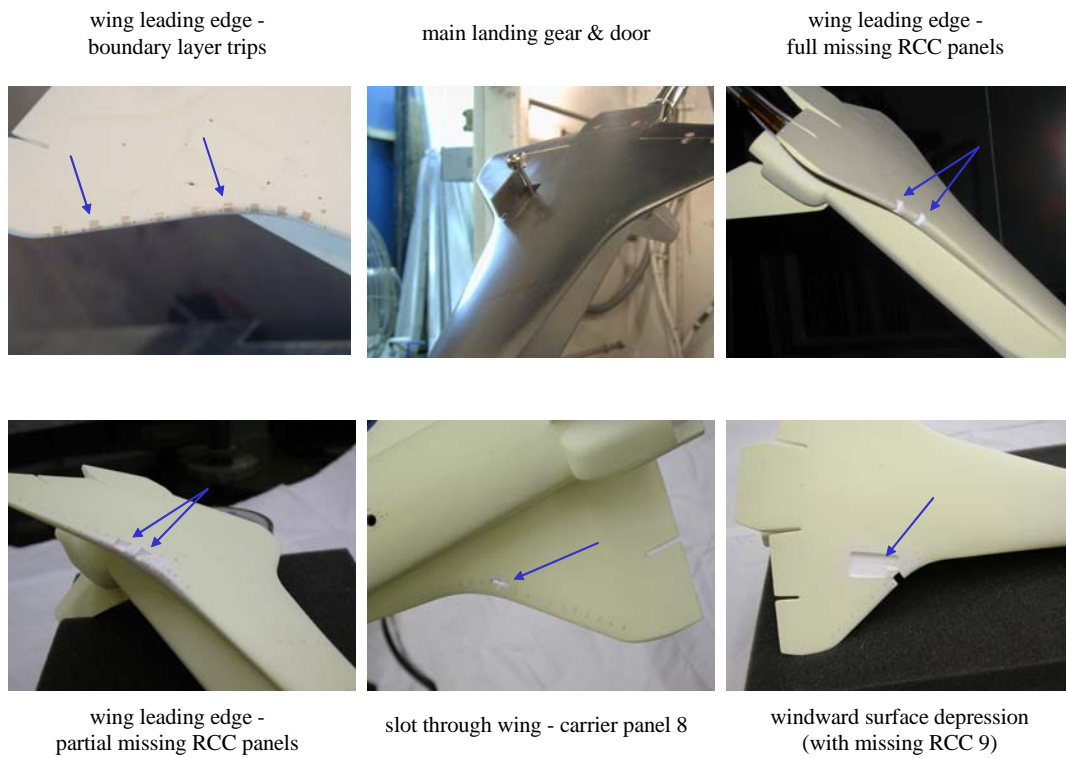 wing leading edge -
boundary layer trips
main landing gear & door
wing leading edge -
full missing RCC panels
wing leading edge -
partial missing RCC panels
slot through wing - carrier panel 8
windward surface depression
(with missing RCC 9)